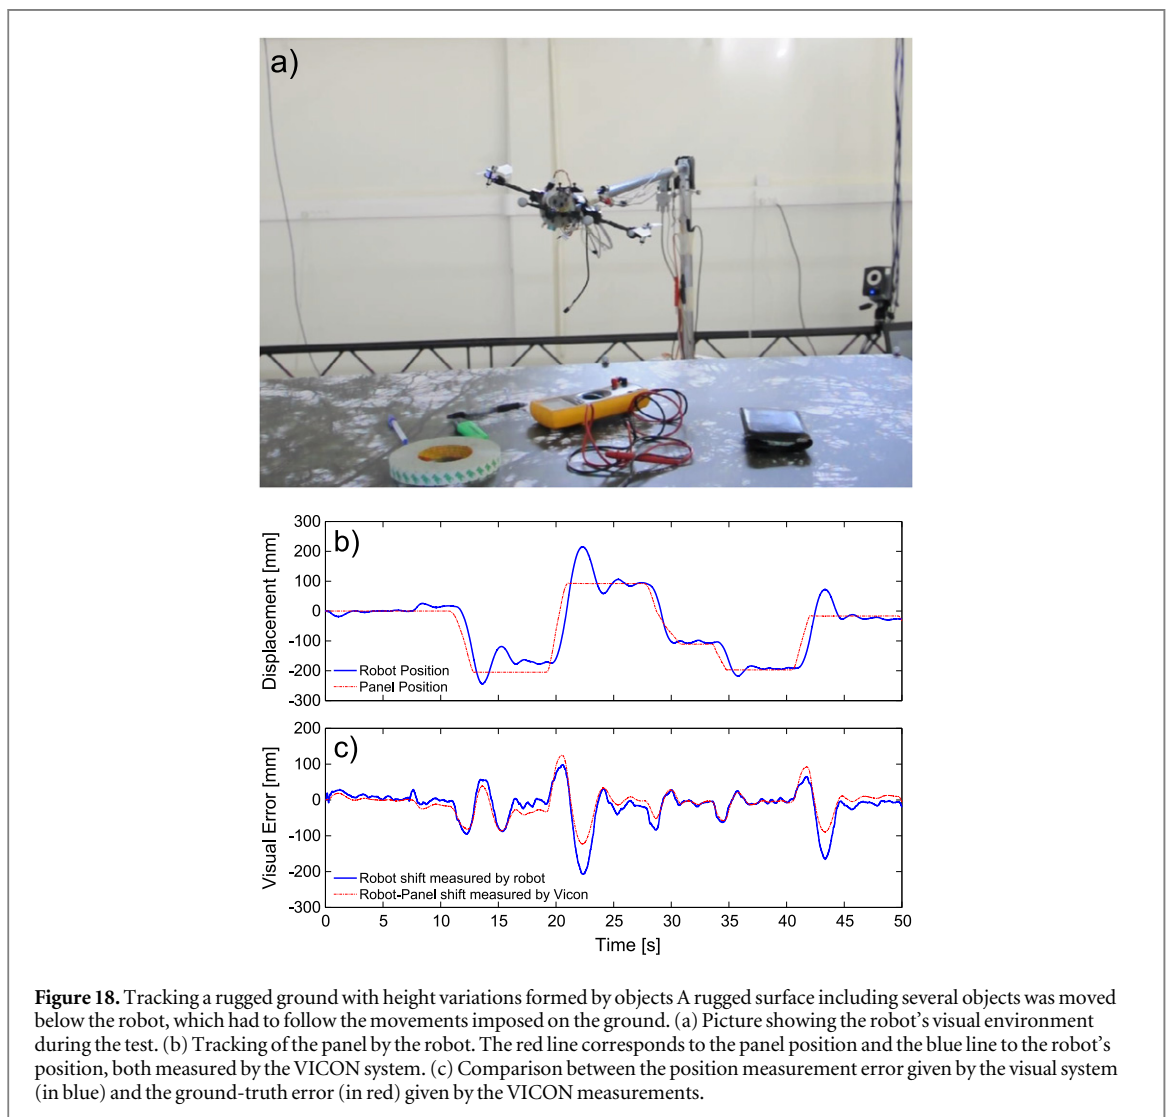 a)
300
200
100
0
-100
-200
-300
Displacement [mm]
b)
Robot Position
Panel Position
200
100
0
-100
-200
-300
Visual Error [mm]
c)
Robot shift measured by robot
Robot-Panel shift measured by Vicon
0 5 10 15 20 25 30 35 40 45 50
Time [s]
Figure 18. Tracking a rugged ground with height variations formed by objects A rugged surface including several objects was moved
below the robot, which had to follow the movements imposed on the ground. (a) Picture showing the robot's visual environment
during the test. (b) Tracking of the panel by the robot. The red line corresponds to the panel position and the blue line to the robot's
position, both measured by the VICON system. (c) Comparison between the position measurement error given by the visual system
(in blue) and the ground-truth error (in red) given by the VICON measurements.